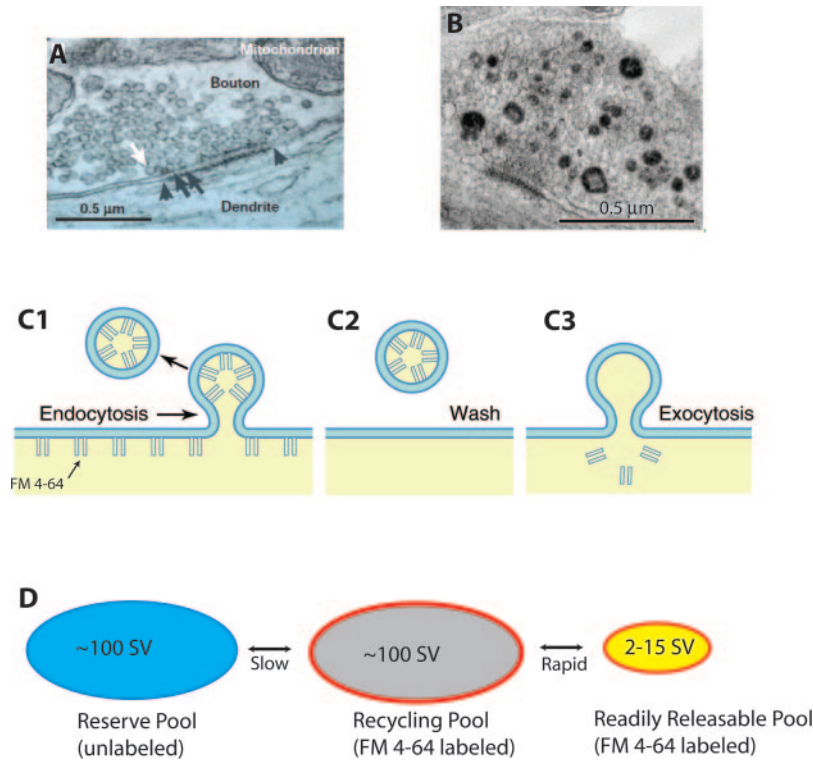 A
Mitochondrion
Bouton
0.5 µm
Dendrite
B
0.5 µm
C1
Endocytosis
FM 4-64
C2
Wash
C3
Exocytosis
D
~100 SV
Slow
~100 SV
Rapid
2-15 SV
Reserve Pool
(unlabeled)
Recycling Pool
(FM 4-64 labeled)
Readily Releasable Pool
(FM 4-64 labeled)